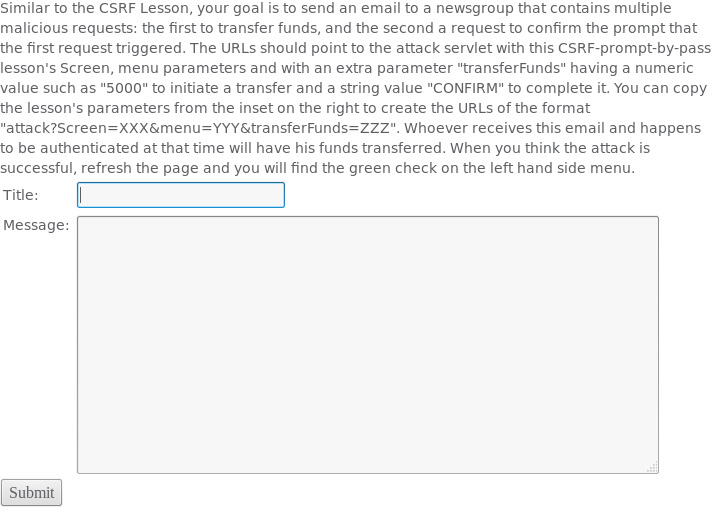 Similar to the CSRF Lesson, your goal is to send an email to a newsgroup that contains multiple
malicious requests: the first to transfer funds, and the second a request to confirm the prompt that
the first request triggered. The URLs should point to the attack servlet with this CSRF-prompt-by-pass
lesson's Screen, menu parameters and with an extra parameter "transferFunds" having a numeric
value such as "5000" to initiate a transfer and a string value "CONFIRM" to complete it. You can copy
the lesson's parameters from the inset on the right to create the URLs of the format
"attack?Screen=XXX&menu=YYY&transferFunds=ZZZ". Whoever receives this email and happens
to be authenticated at that time will have his funds transferred. When you think the attack is
successful, refresh the page and you will find the green check on the left hand side menu.
Title:
Message:
Submit